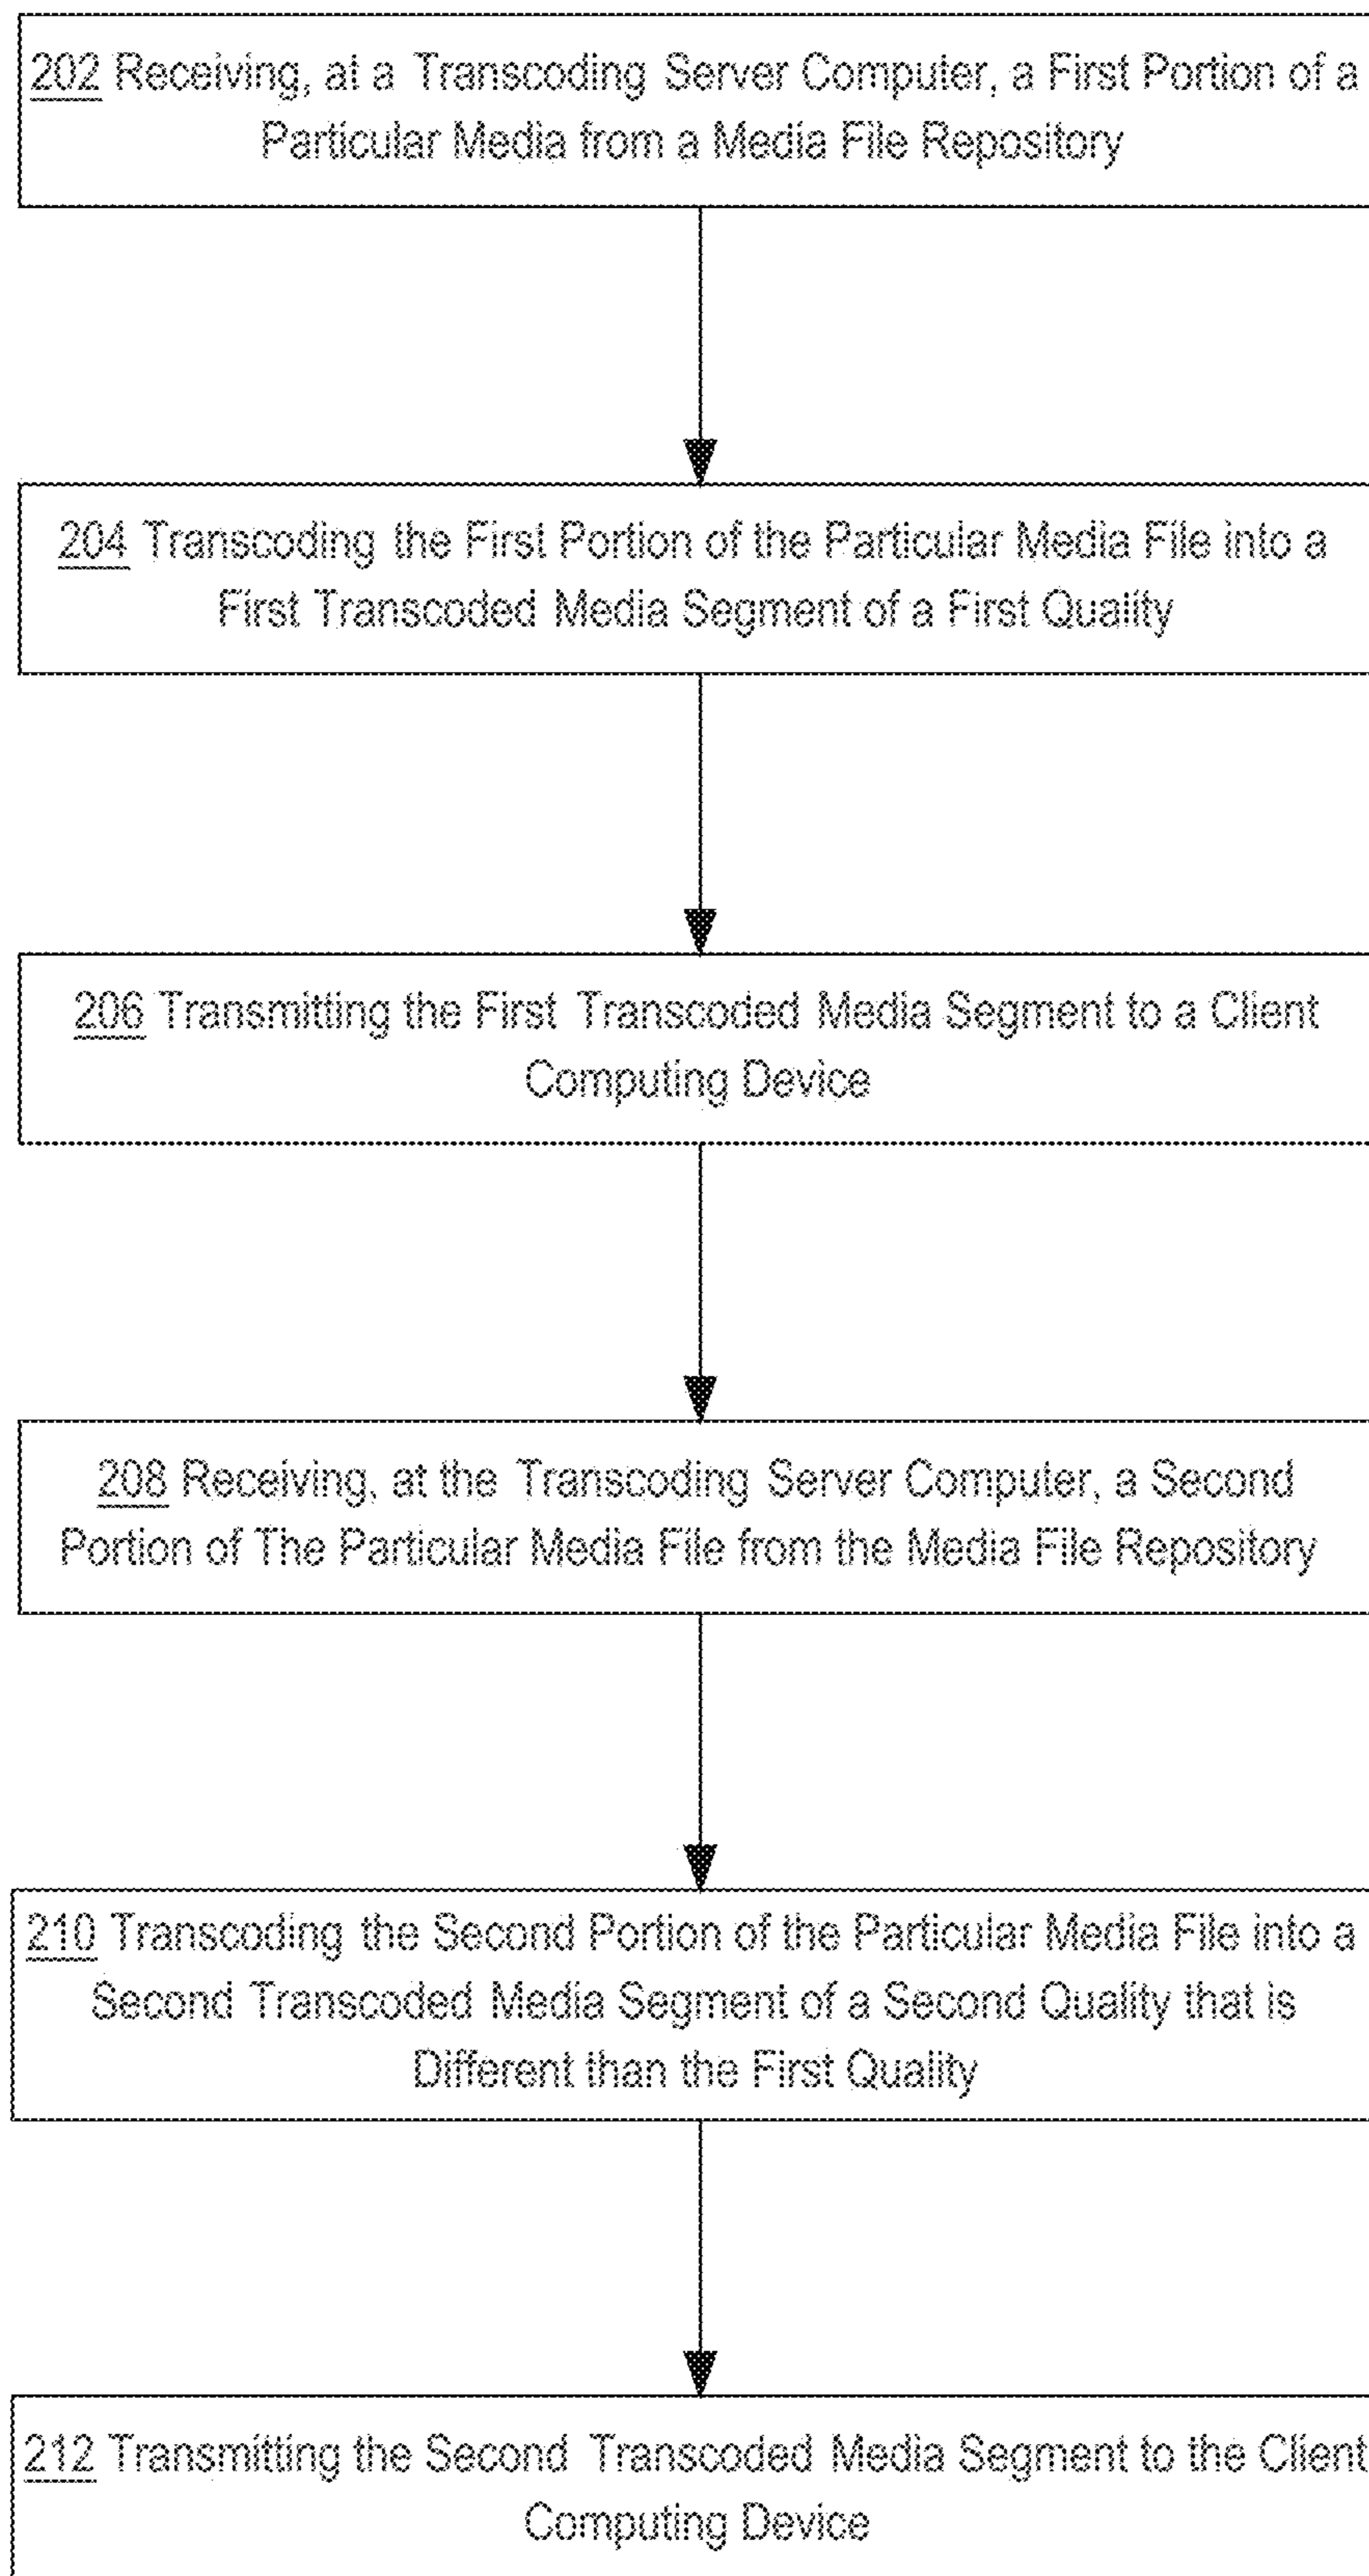 202 Receiving, at a Transcoding Server Computer, a First Portion of a
Particular Media from a Media File Repository
204 Transcoding the First Portion of the Particular Media File into a
First Transcoded Media Segment of a First Quality
206 Transmitting the First Transcoded Media Segment to a Client
Computing Device
208 Receiving, at the Transcoding Server Computer, a Second
Portion of The Particular Media File from the Media File Repository
210 Transcoding the Second Portion of the Particular Media File into a
Second Transcoded Media Segment of a Second Quality that is
Different than the First Quality
212 Transmitting the Second Transcoded Media Segment to the Client
Computing Device